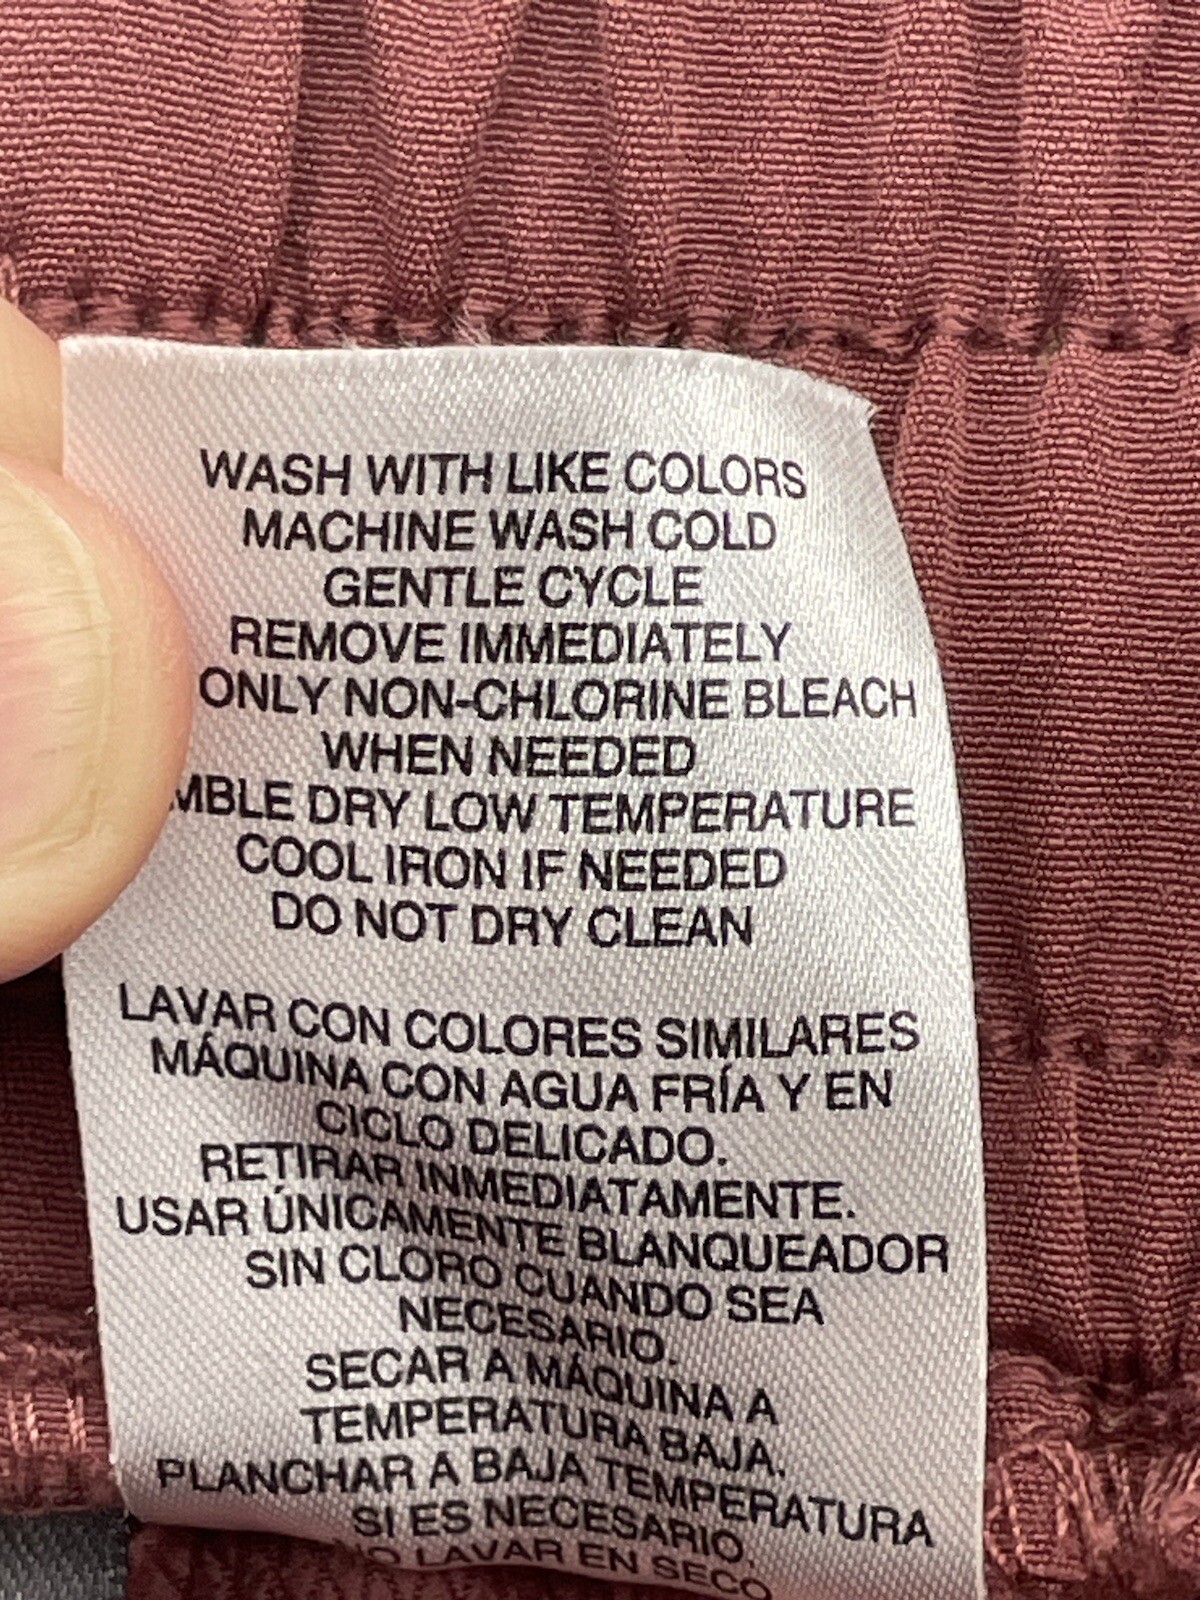 WASH WITH LIKE COLORS
MACHINE WASH COLD
GENTLE CYCLE
REMOVE IMMEDIATELY
ONLY NON-CHLORINE BLEACH
WHEN NEEDED
MBLE DRY LOW TEMPERATURE
COOL IRON IF NEEDED
DO NOT DRY CLEAN
LAVAR CON COLORES SIMILARES
MÁQUINA CON AGUA FRÍA Y EN
CICLO DELICADO.
RETIRAR INMEDIATAMENTE.
USAR ÚNICAMENTE BLANQUEADOR
SIN CLORO CUANDO SEA
NECESARIO.
SECAR A MÁQUINA A
TEMPERATURA BAJA.
PLANCHAR A BAJA TEMPERATURA
SI ES NECESARIO.
NO LAVAR EN SECO